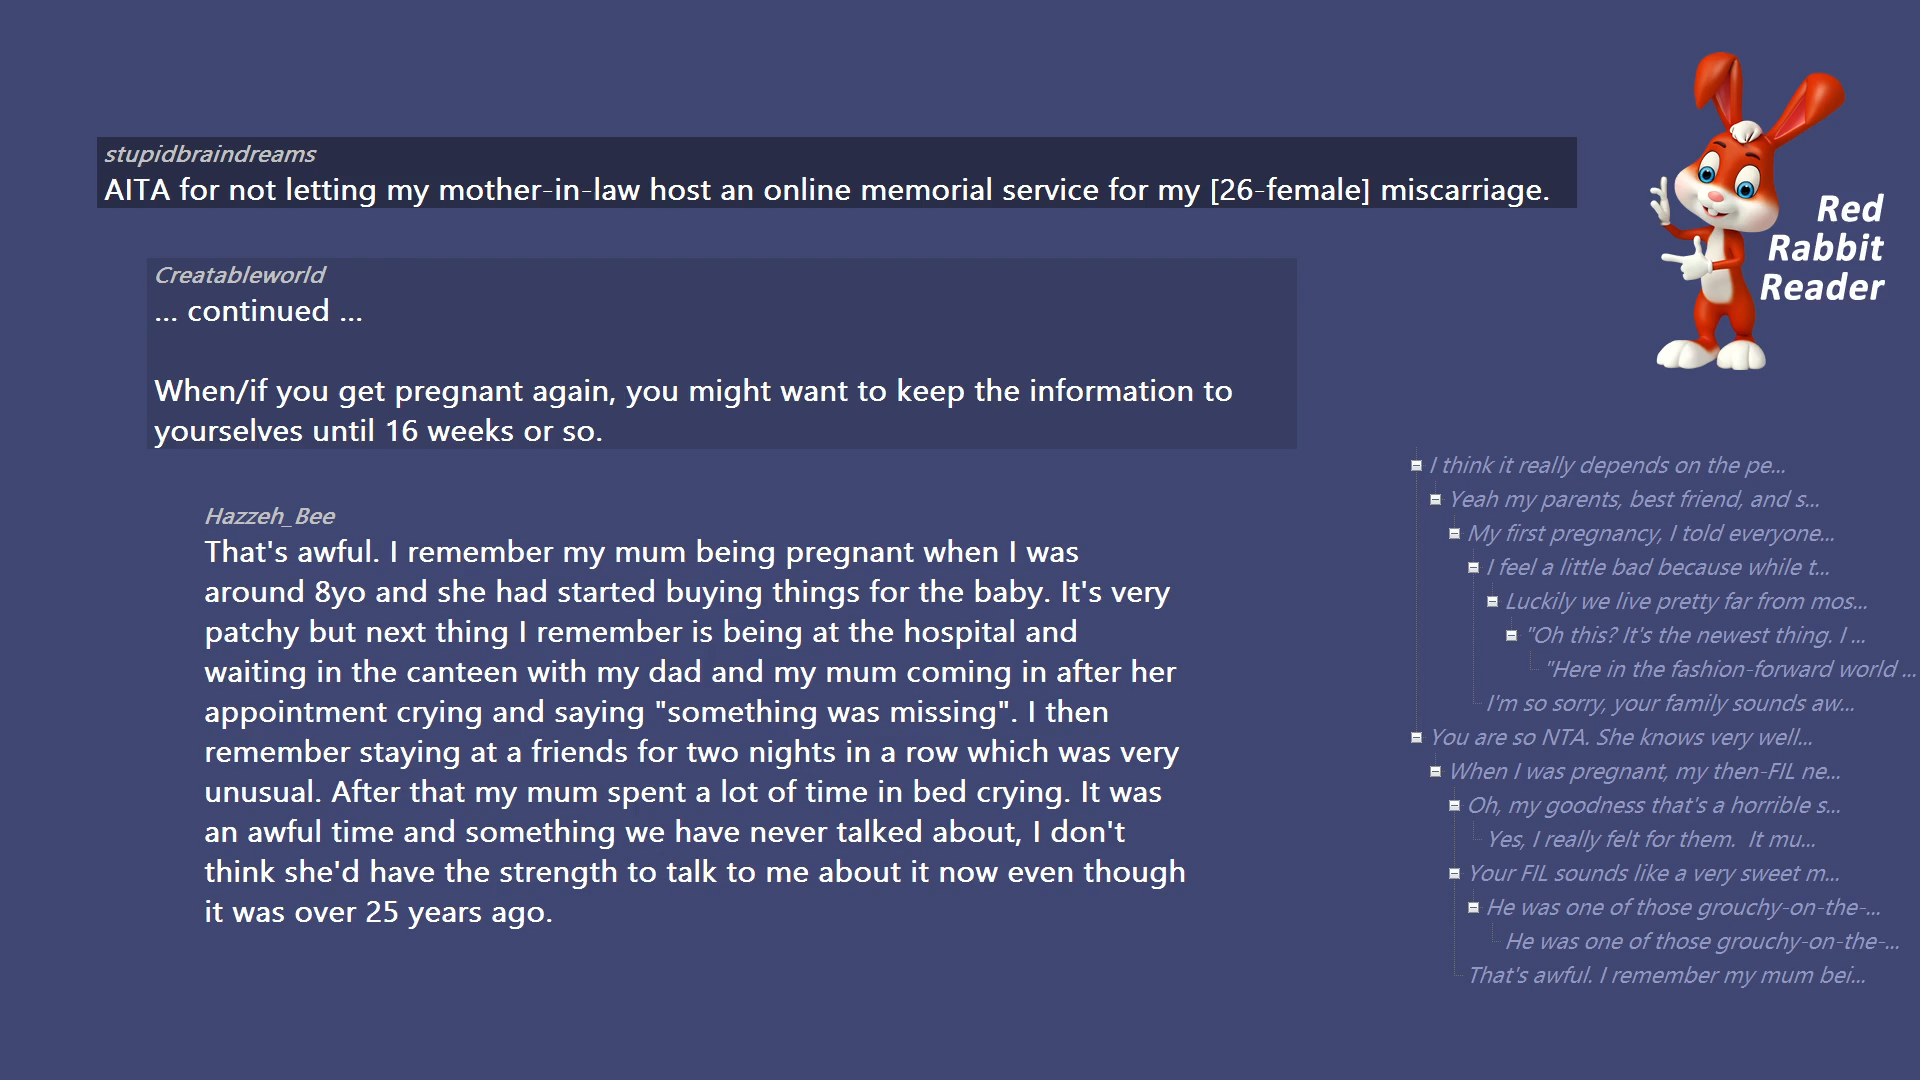 stupidbraindreams
AITA for not letting my mother-in-law host an online memorial service for my [26-female] miscarriage.
Creatableworld
... continued ...
When/if you get pregnant again, you might want to keep the information to
yourselves until 16 weeks or so.
Hazzeh_Bee
That's awful. I remember my mum being pregnant when I was
around 8yo and she had started buying things for the baby. It's very
patchy but next thing I remember is being at the hospital and
waiting in the canteen with my dad and my mum coming in after her
appointment crying and saying "something was missing". I then
remember staying at a friends for two nights in a row which was very
unusual. After that my mum spent a lot of time in bed crying. It was
an awful time and something we have never talked about, I don't
think she'd have the strength to talk to me about it now even though
it was over 25 years ago.
Red
Rabbit
Reader
I think it really depends on the pe...
Yeah my parents, best friend, and s...
My first pregnancy, I told everyone...
I feel a little bad because while t...
Luckily we live pretty far from mos...
"Oh this? It's the newest thing. I ...
"Here in the fashion-forward world ...
I'm so sorry, your family sounds aw...
You are so NTA. She knows very well...
When I was pregnant, my then-FIL ne...
Oh, my goodness that's a horrible s...
Yes, I really felt for them.  It mu...
Your FIL sounds like a very sweet m...
He was one of those grouchy-on-the-...
He was one of those grouchy-on-the-...
That's awful. I remember my mum bei...